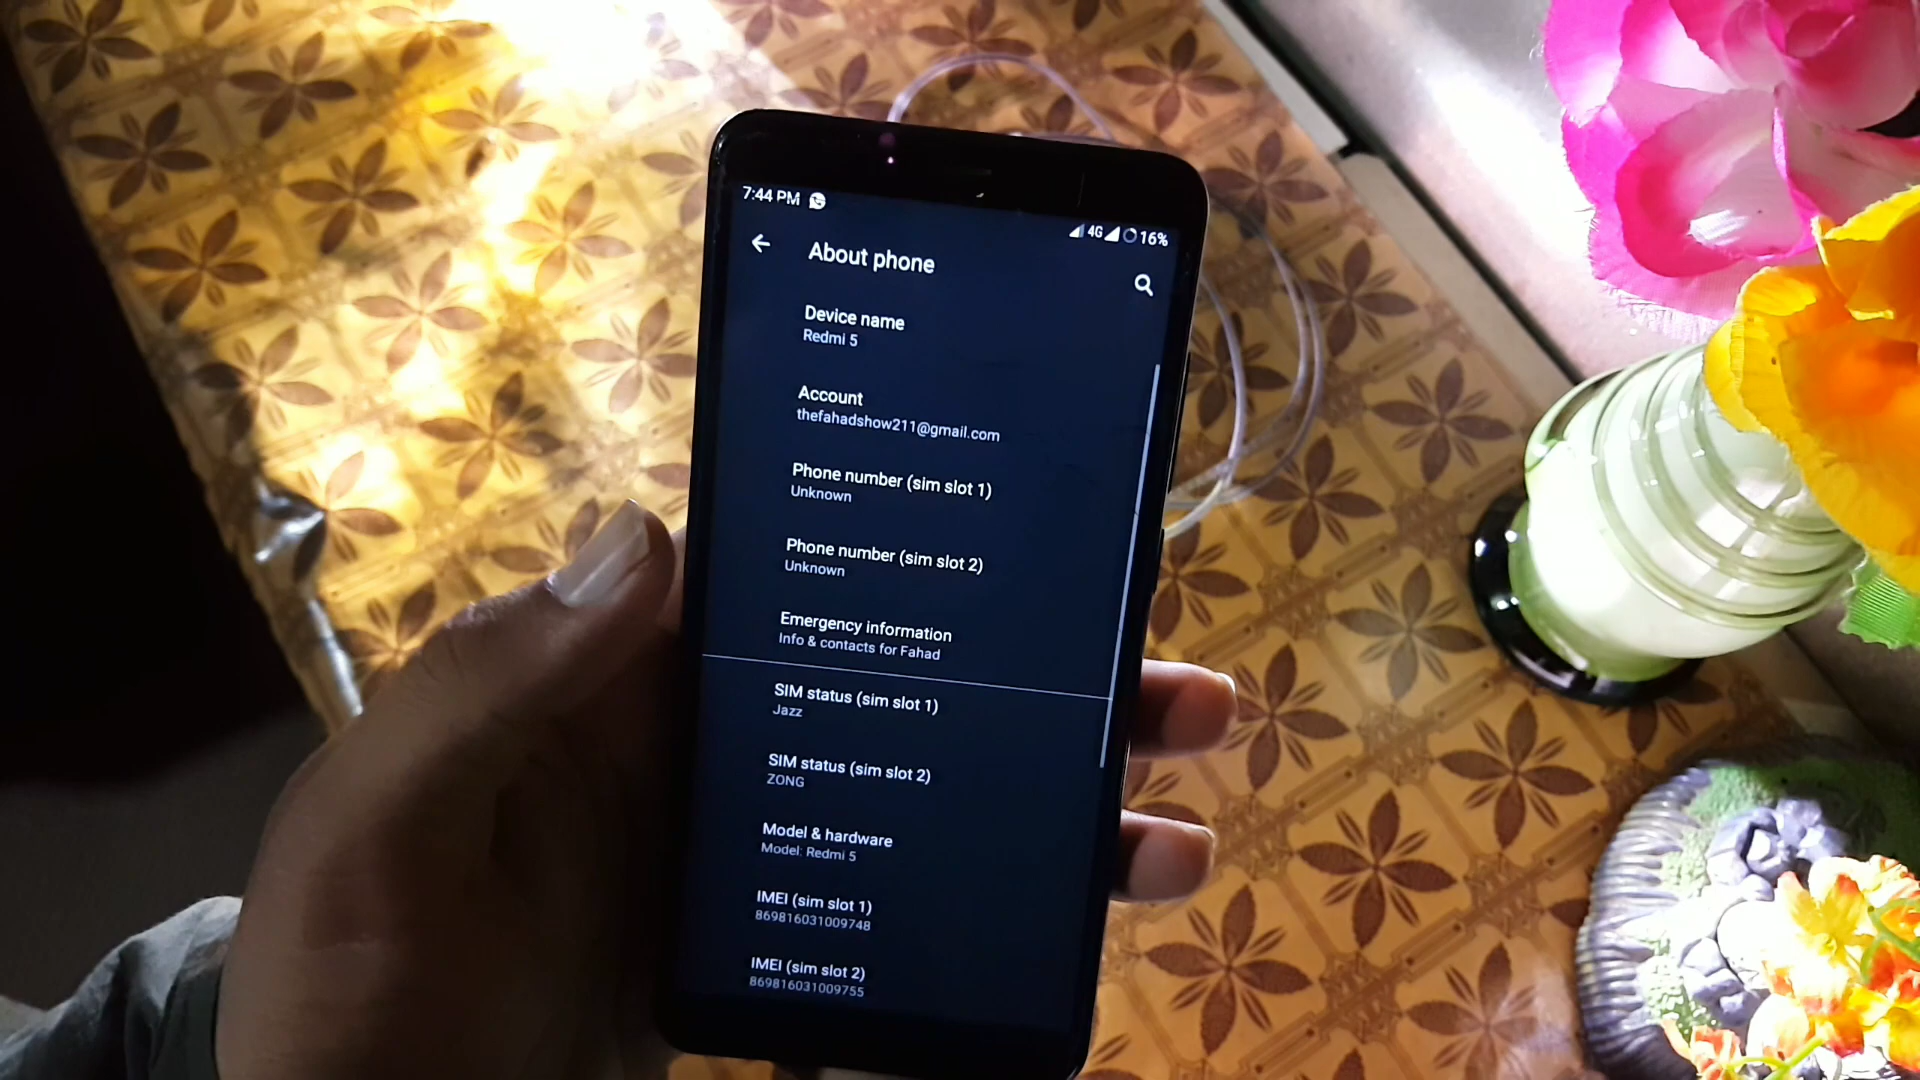 7:44 PM
4G 16%
About phone
Device name
Redmi 5
Account
thefahadshow211@gmail.com
Phone number (sim slot 1)
Unknown
Phone number (sim slot 2)
Unknown
Emergency information
Info & contacts for Fahad
SIM status (sim slot 1)
Jazz
SIM status (sim slot 2)
ZONG
Model & hardware
Model: Redmi 5
IMEI (sim slot 1)
869816031009748
IMEI (sim slot 2)
869816031009755